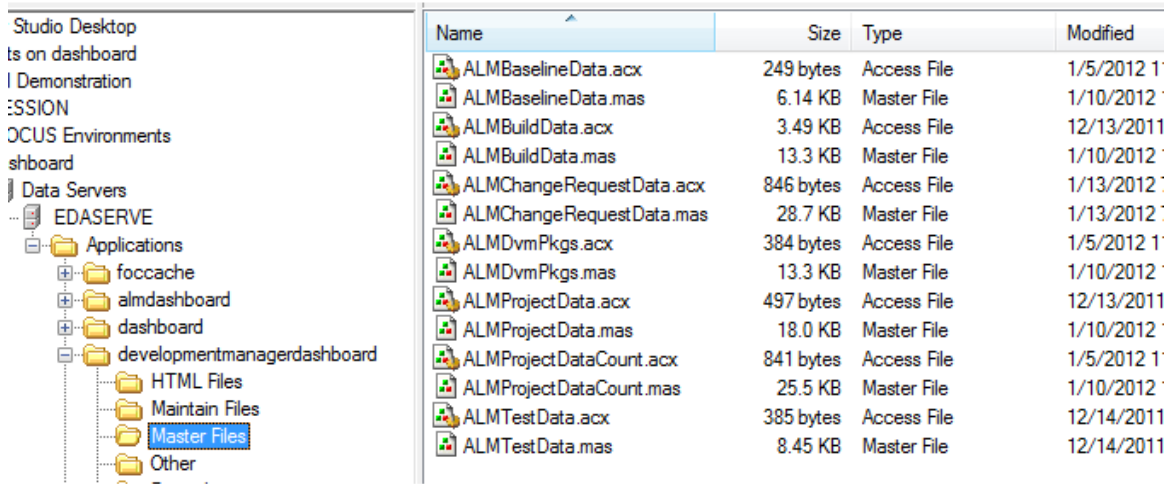 Studio Desktop
ts on dashboard
Demonstration
ESSION
OCUS Environments
shboard
Data Servers
EDASERVE
Applications
foccache
almdashboard
dashboard
developmentmanagerdashboard
HTML Files
Maintain Files
Master Files
Other
Name Size Type Modified
ALMBaselineData.acx 249 bytes Access File 1/5/2012 1
ALMBaselineData.mas 6.14 KB Master File 1/10/2012
ALMBuildData.acx 3.49 KB Access File 12/13/2011
ALMBuildData.mas 13.3 KB Master File 1/10/2012
ALMChangeRequestData.acx 846 bytes Access File 1/13/2012
ALMChangeRequestData.mas 28.7 KB Master File 1/13/2012
ALMDvmPkgs.acx 384 bytes Access File 1/5/2012 1
ALMDvmPkgs.mas 13.3 KB Master File 1/10/2012
ALMProjectData.acx 497 bytes Access File 12/13/2011
ALMProjectData.mas 18.0 KB Master File 1/10/2012
ALMProjectDataCount.acx 841 bytes Access File 1/5/2012 1
ALMProjectDataCount.mas 25.5 KB Master File 1/10/2012
ALMTestData.acx 385 bytes Access File 12/14/2011
ALMTestData.mas 8.45 KB Master File 12/14/2011